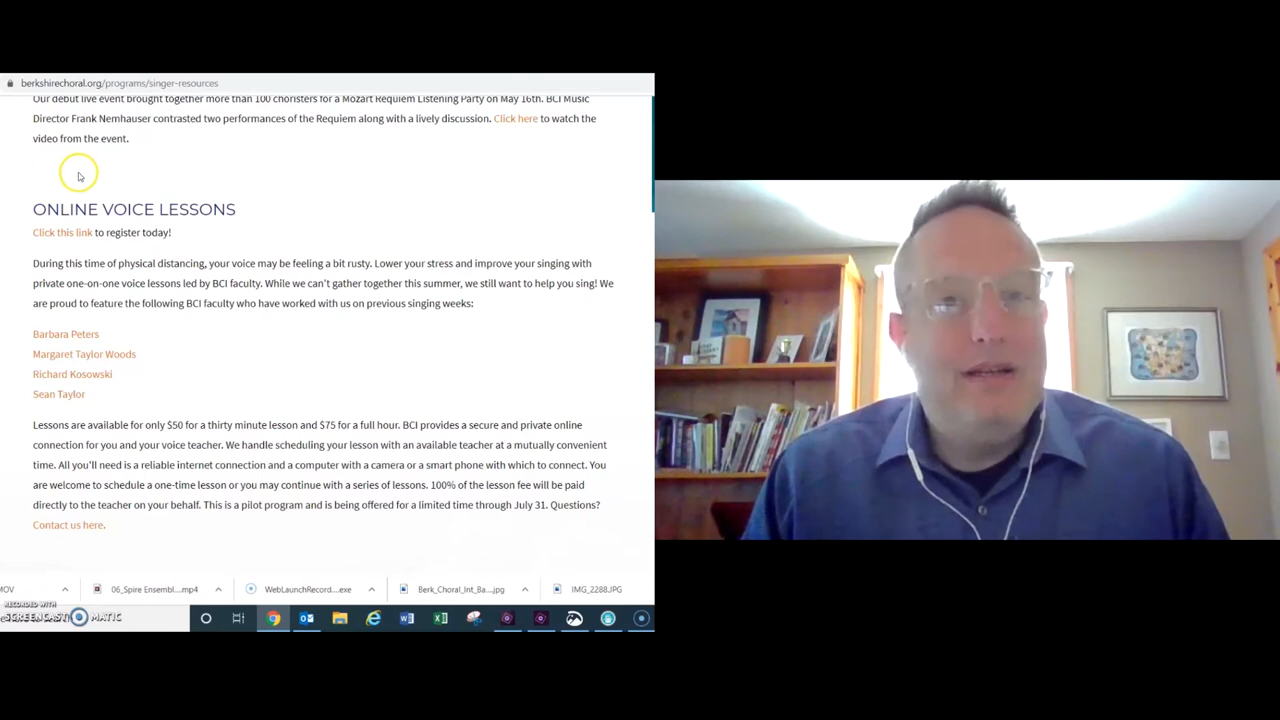 berkshirechoral.org/programs/singer-resources
Our debut live event brought together more than 100 choristers for a Mozart Requiem Listening Party on May 16th. BCI Music
Director Frank Nemhauser contrasted two performances of the Requiem along with a lively discussion. Click here to watch the
video from the event.
ONLINE VOICE LESSONS
Click this link to register today!
During this time of physical distancing, your voice may be feeling a bit rusty. Lower your stress and improve your singing with
private one-on-one voice lessons led by BCI faculty. While we can't gather together this summer, we still want to help you sing! We
are proud to feature the following BCI faculty who have worked with us on previous singing weeks:
Barbara Peters
Margaret Taylor Woods
Richard Kosowski
Sean Taylor
Lessons are available for only $50 for a thirty minute lesson and $75 for a full hour. BCI provides a secure and private online
connection for you and your voice teacher. We handle scheduling your lesson with an available teacher at a mutually convenient
time. All you'll need is a reliable internet connection and a computer with a camera or a smart phone with which to connect. You
are welcome to schedule a one-time lesson or you may continue with a series of lessons. 100% of the lesson fee will be paid
directly to the teacher on your behalf. This is a pilot program and is being offered for a limited time through July 31. Questions?
Contact us here.
MOV 06_Spire Ensembl....mp4 WebLaunchRecord....exe Berk_Choral_Int_Ba....jpg IMG_2288.JPG
RECORDED WITH
SCREENCAST MATIC